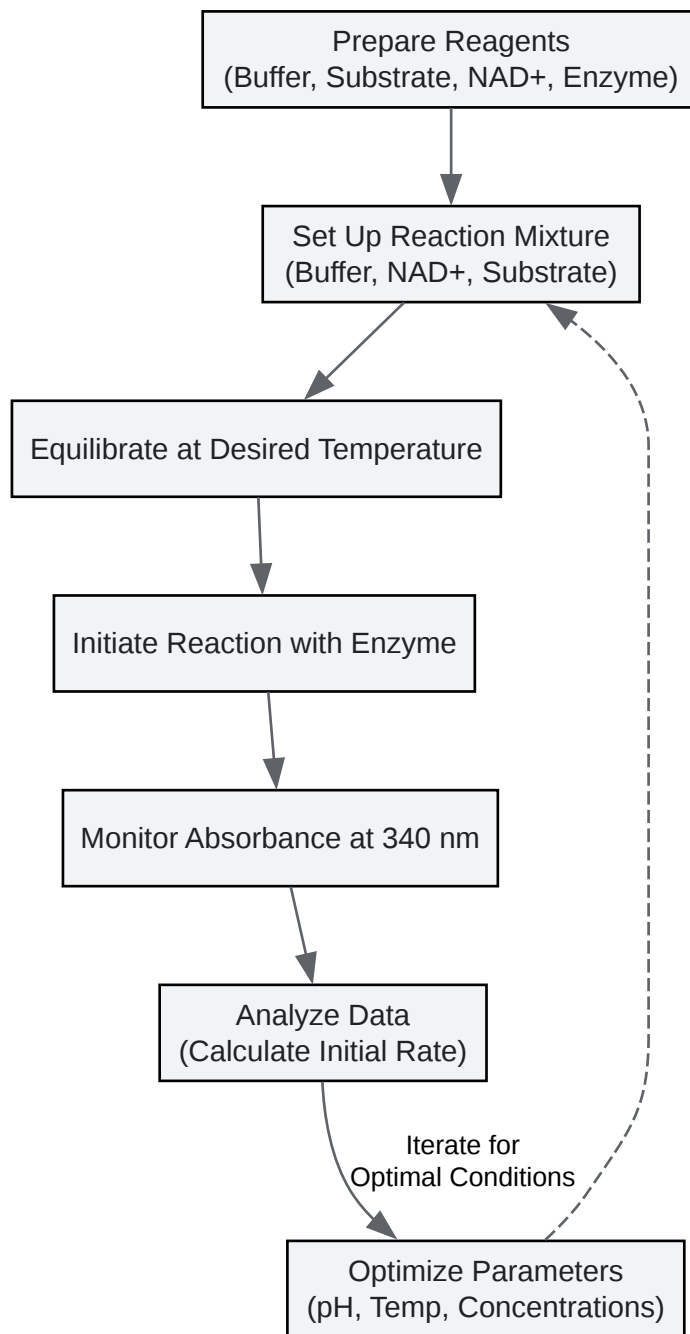 Prepare Reagents
(Buffer, Substrate, NAD+, Enzyme)
Set Up Reaction Mixture
(Buffer, NAD+, Substrate)
Equilibrate at Desired Temperature
Initiate Reaction with Enzyme
Monitor Absorbance at 340 nm
Analyze Data
(Calculate Initial Rate)
Iterate for
Optimal Conditions
Optimize Parameters
(pH, Temp, Concentrations)